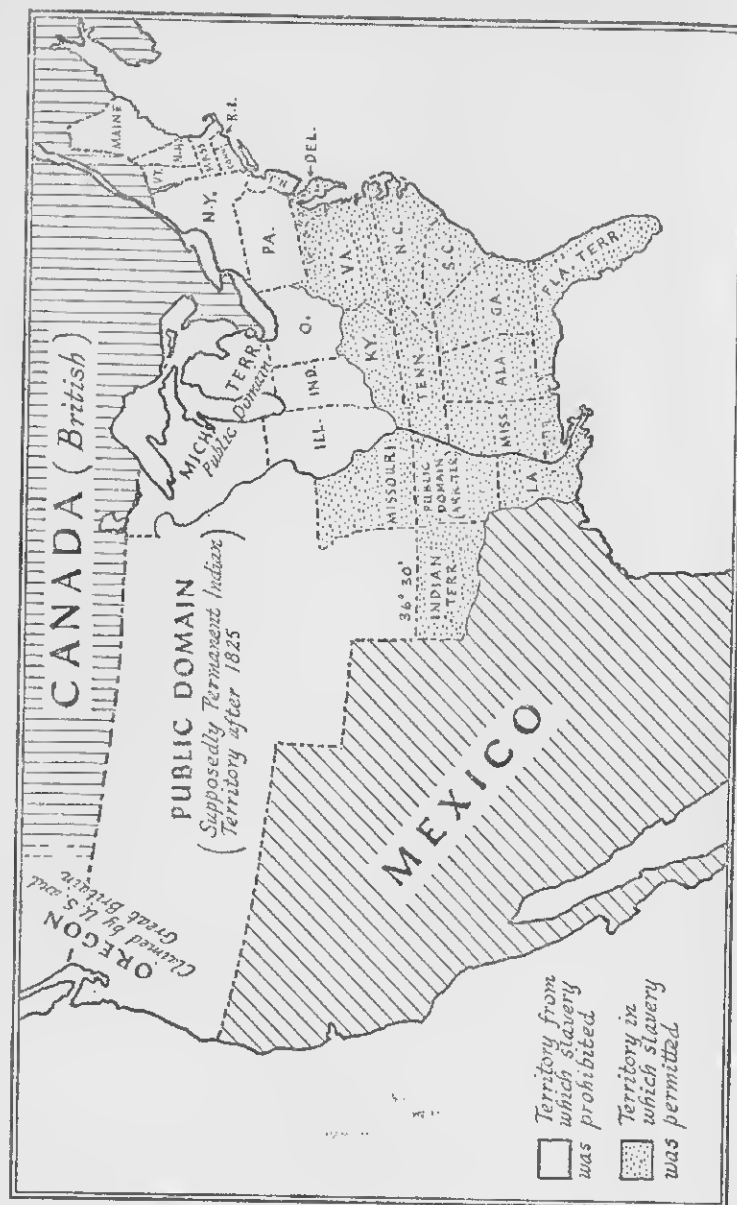 CANADA (British)
OREGON
Claimed by U.S. and
Great Britain
PUBLIC DOMAIN
(Supposedly Permanent Indian
Territory after 1825)
MEXICO
MICH. TERR.
Public Domain
MAINE
VT.
N.H.
MASS
R.I.
N.Y.
PA.
DEL.
O.
IND.
ILL.
VA.
KY.
N.C.
TENN.
S.C.
GA
ALA
MISS.
FLA TERR.
MISSOURI
36° 30'
PUBLIC
DOMAIN
(ARK. TER.)
INDIAN
TERR.
LA.
Territory from
which slavery
was prohibited
Territory in
which slavery
was permitted